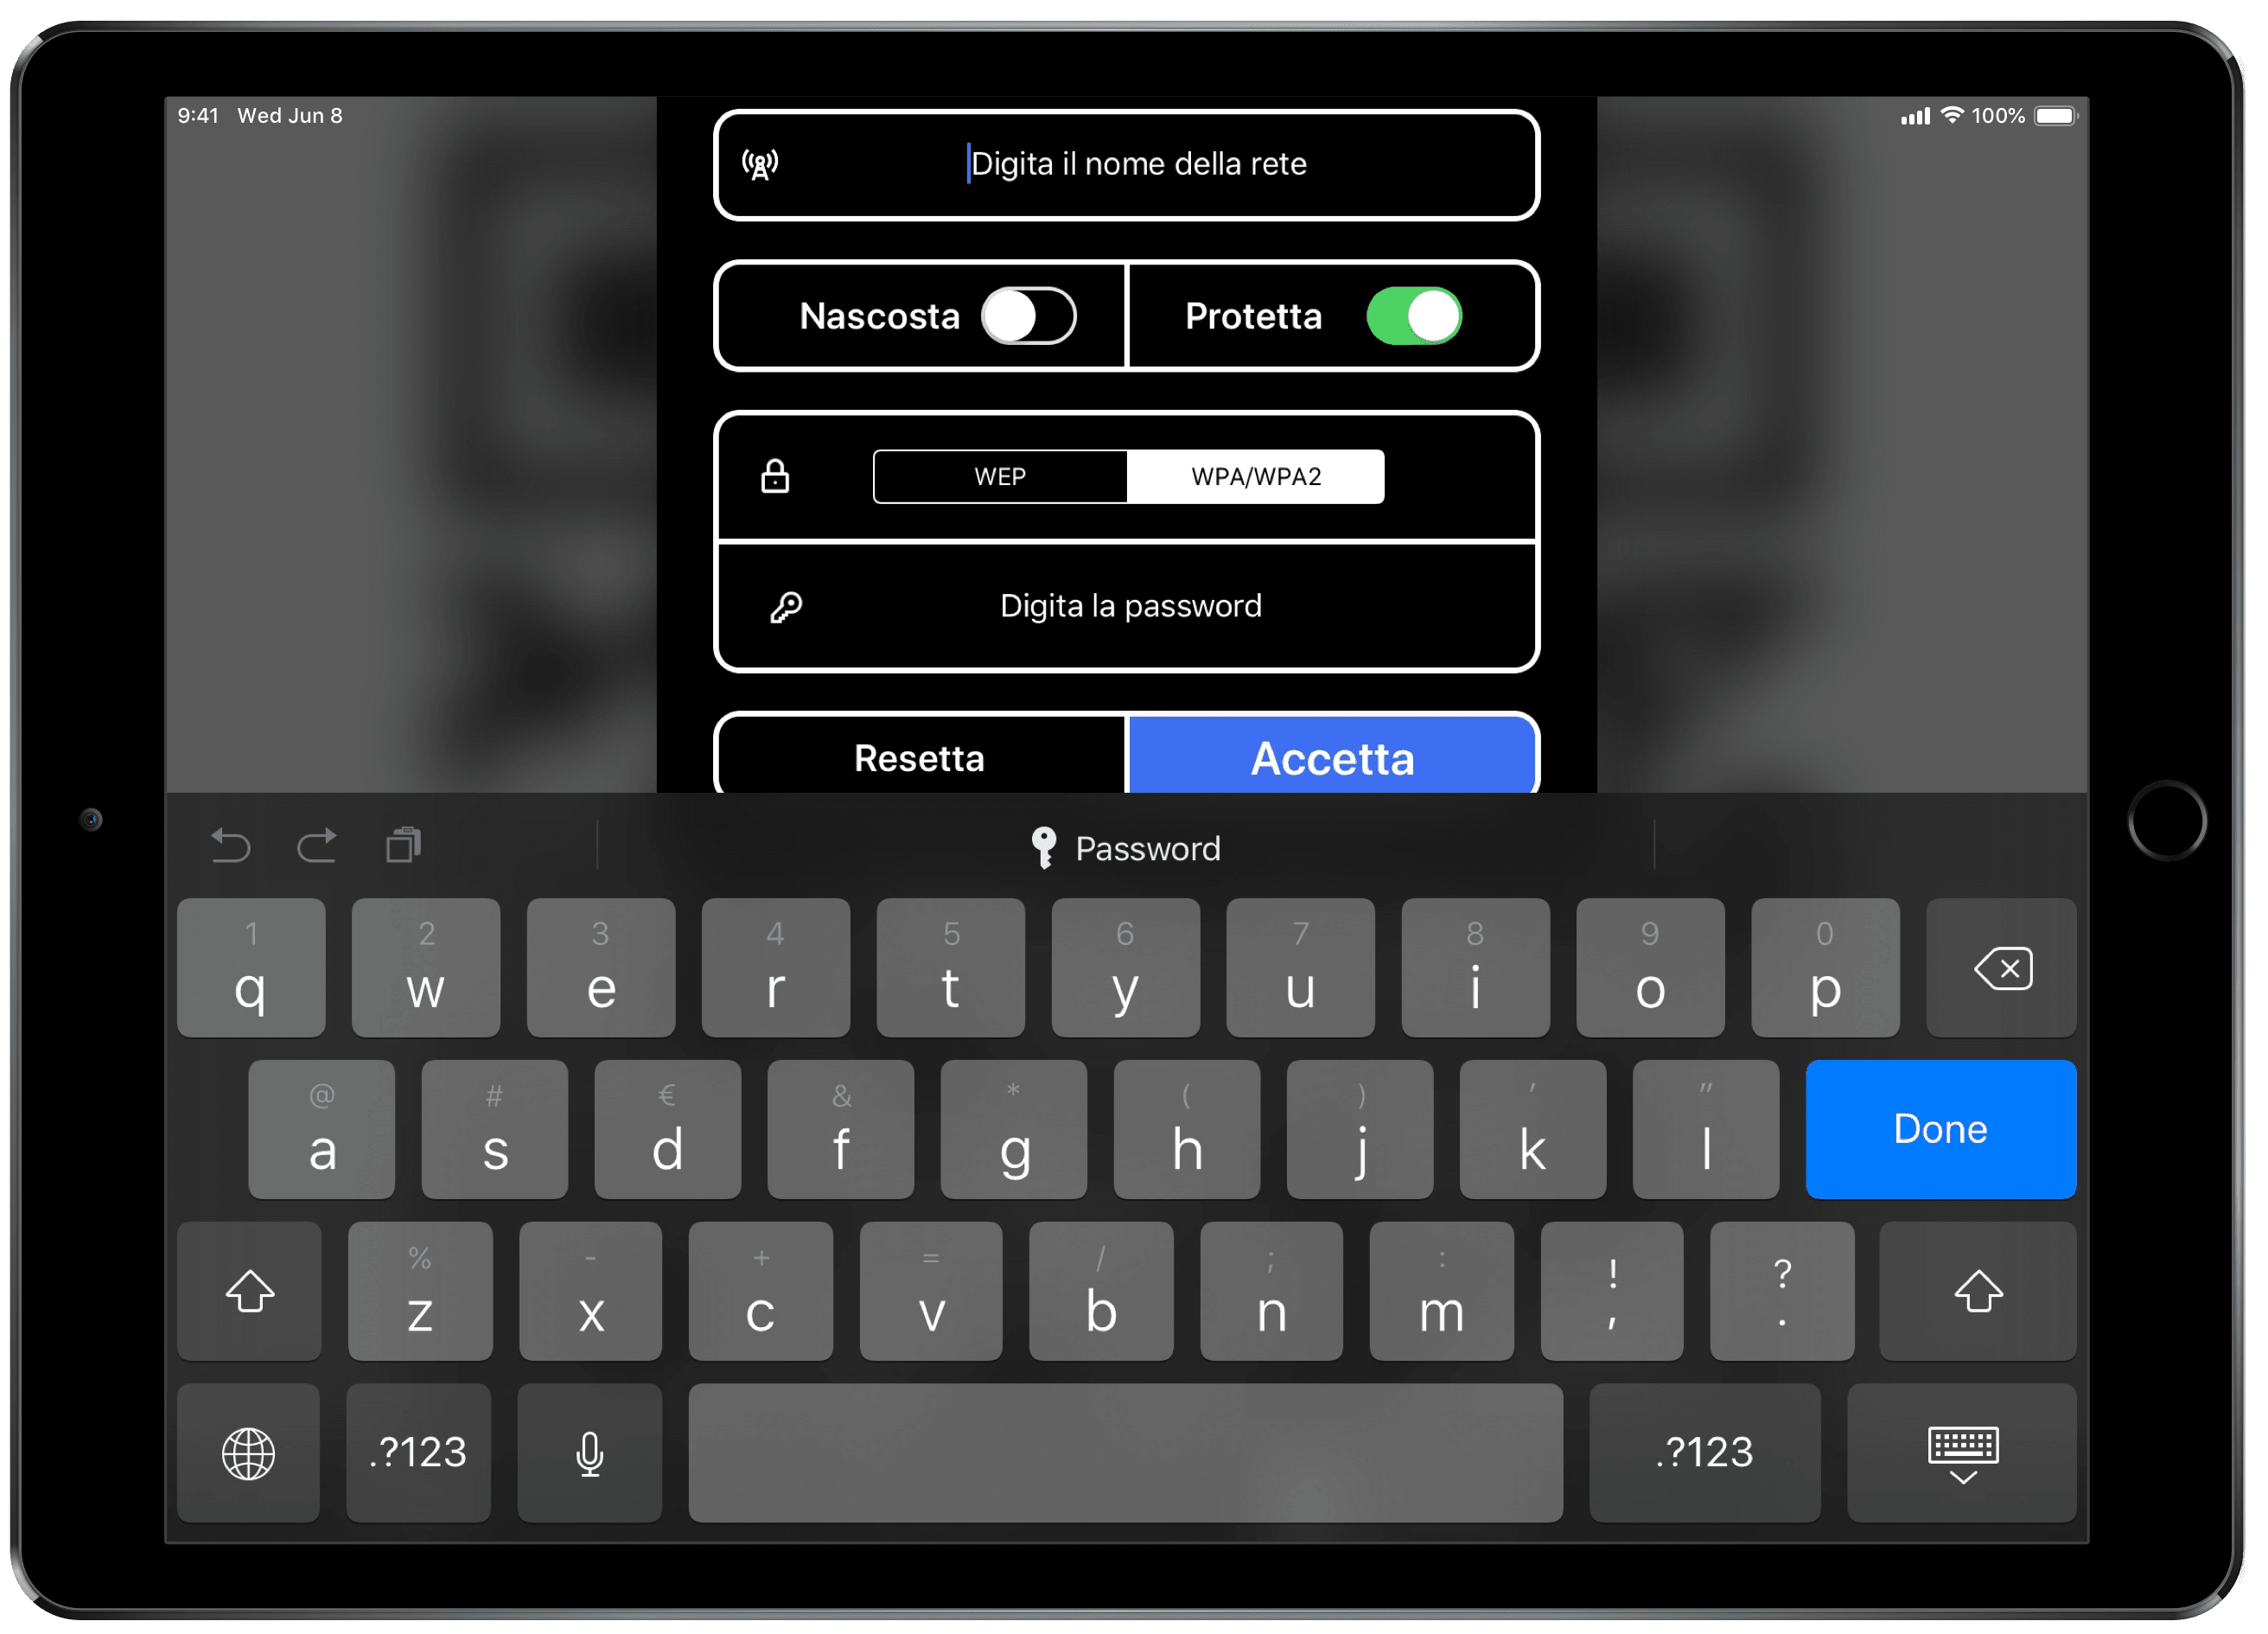 9:41 Wed Jun 8 100%
Digita il nome della rete
Nascosta Protetta
WEP WPA/WPA2
Digita la password
Resetta Accetta
Password
1 2 3 4 5 6 7 8 9 0
q w e r t y u i o p
@ # € & * ( ) ' "
a s d f g h j k l Done
% - + = / ; : ! ?
z x c v b n m , .
.?123 .?123